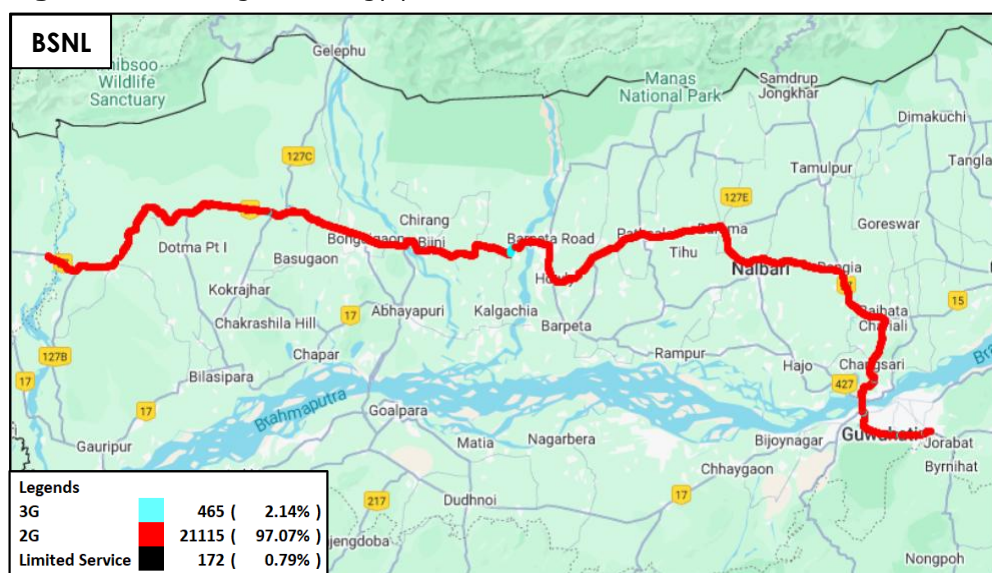 BSNL
Gelephu
Wildlife
Sanctuary
Manas
National Park
Samdrup
Jongkhar
Dimakuchi
127C
Tangla
Tamulpur
127E
Chirang
Goreswar
Dotma Pt I
Bijni
Barpeta Road
Basugaon
Tihu
Nalbari
Kokrajhar
15
Abhayapuri
Kalgachia
17
Chakrashila Hill
Barpeta
127B
Chapar
Rampur
Hajo
Changsari
17
Bilasipara
427
17
Brahmaputra
Goalpara
Gauripur
Matia
Nagarbera
Bijoynagar
Guwahati
Jorabat
Chhaygaon
Byrnihat
217
Dudhnoi
17
Nongpoh
Legends
3G 465 ( 2.14% )
2G 21115 ( 97.07% )
Limited Service 172 ( 0.79% )